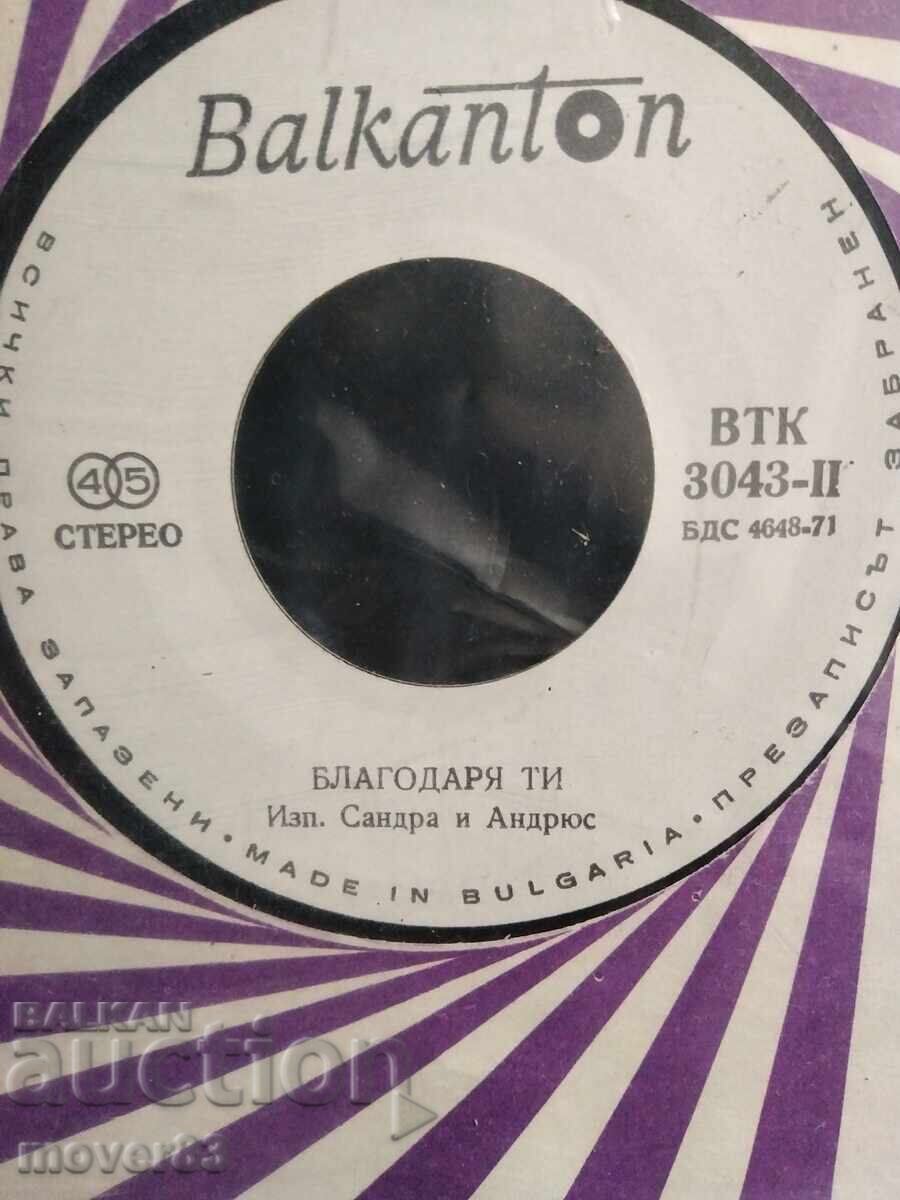 Balkanton
45
СТЕРЕО
ВТК
3043-II
БДС 4648-71
БЛАГОДАРЯ ТИ
Изп. Сандра и Андрюс
ВСИЧКИ ПРАВА ЗАПАЗЕНИ • MADE IN BULGARIA • ПРЕЗАПИСЪТ ЗАБРАНЕН
BALKAN
auction
mover83